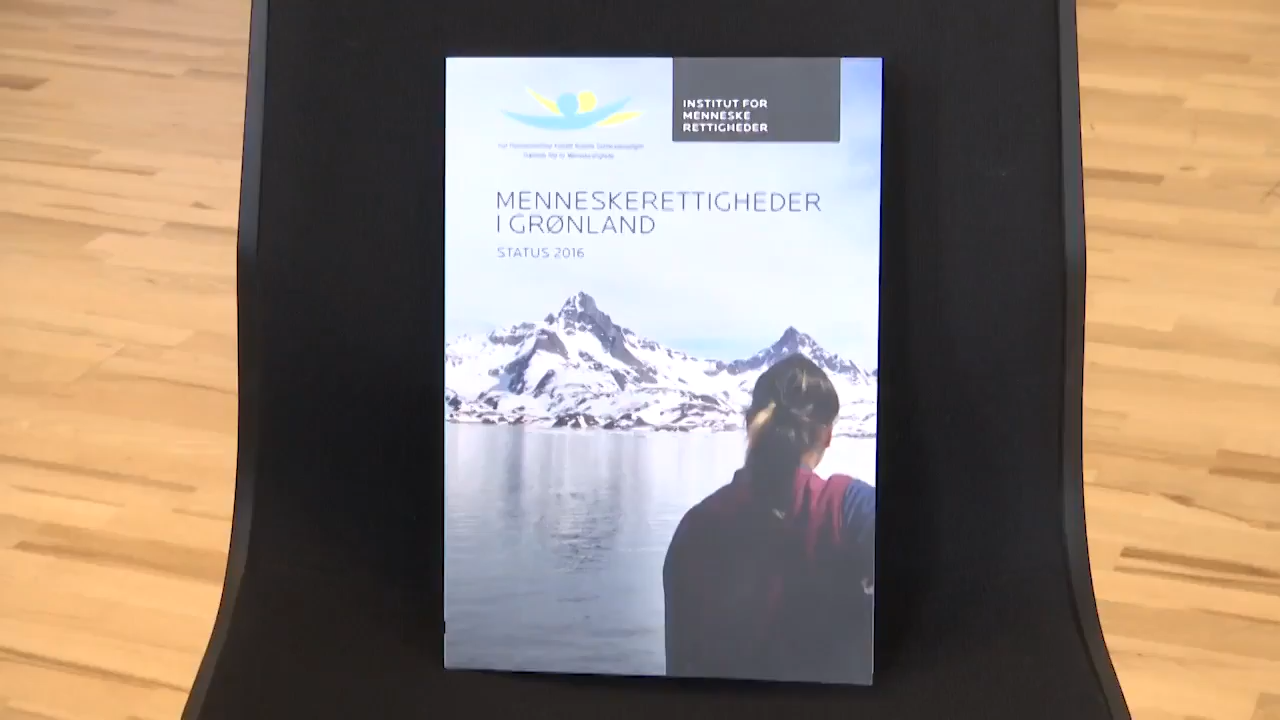 INSTITUT FOR
MENNESKE
RETTIGHEDER
MENNESKERETTIGHEDER
I GRØNLAND
STATUS 2016